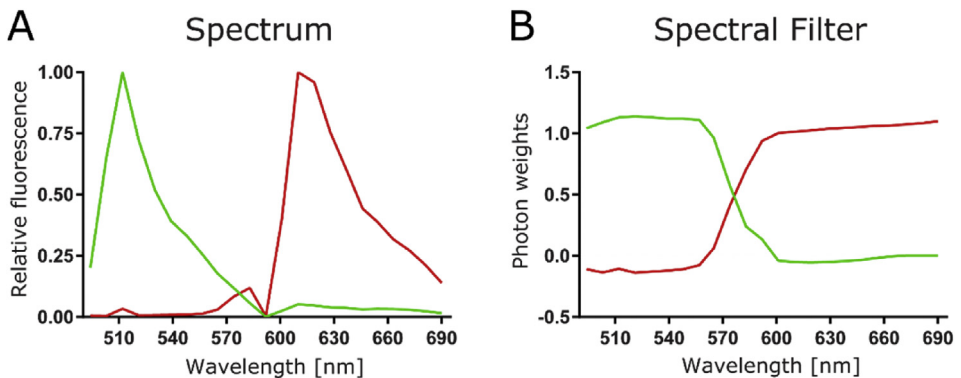 A
Spectrum
Relative fluorescence
1.00
0.75
0.50
0.25
0.00
510 540 570 600 630 660 690
Wavelength [nm]
B
Spectral Filter
Photon weights
1.5
1.0
0.5
0.0
-0.5
510 540 570 600 630 660 690
Wavelength [nm]